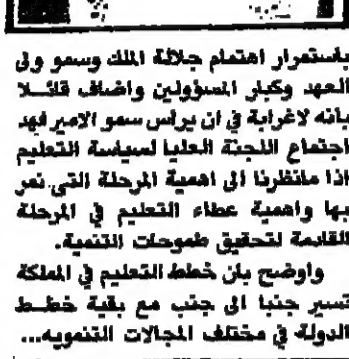 باستمرار اهتمام جلالة الملك وسمو ولى
العهد وكبار المسؤولين واضاف قائلا
بانه لاغرابة في ان يرأس سمو الامير فهد
اجتماع اللجنة العليا لسياسة التعليم
اذا مانظرنا الى اهمية المرحلة التي نمر
بها واهمية عطاء التعليم في المرحلة
القادمة لتحقيق طموحات التنمية.
واوضح بان خطط التعليم في المملكة
تسير جنبا الى جنب مع بقية خطط
الدولة في مختلف المجالات التنمويه...